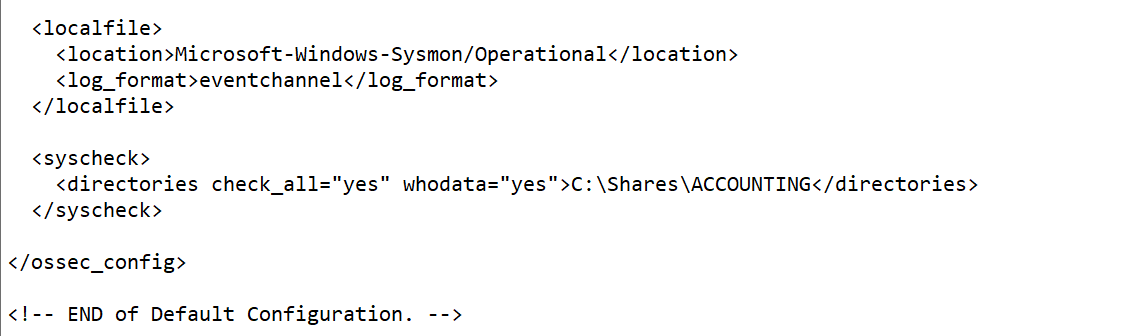 <localfile>
<location>Microsoft-Windows-Sysmon/Operational</location>
<log_format>eventchannel</log_format>
</localfile>
<syscheck>
<directories check_all="yes" whodata="yes">C:\Shares\ACCOUNTING</directories>
</syscheck>
</ossec_config>
<!-- END of Default Configuration. -->